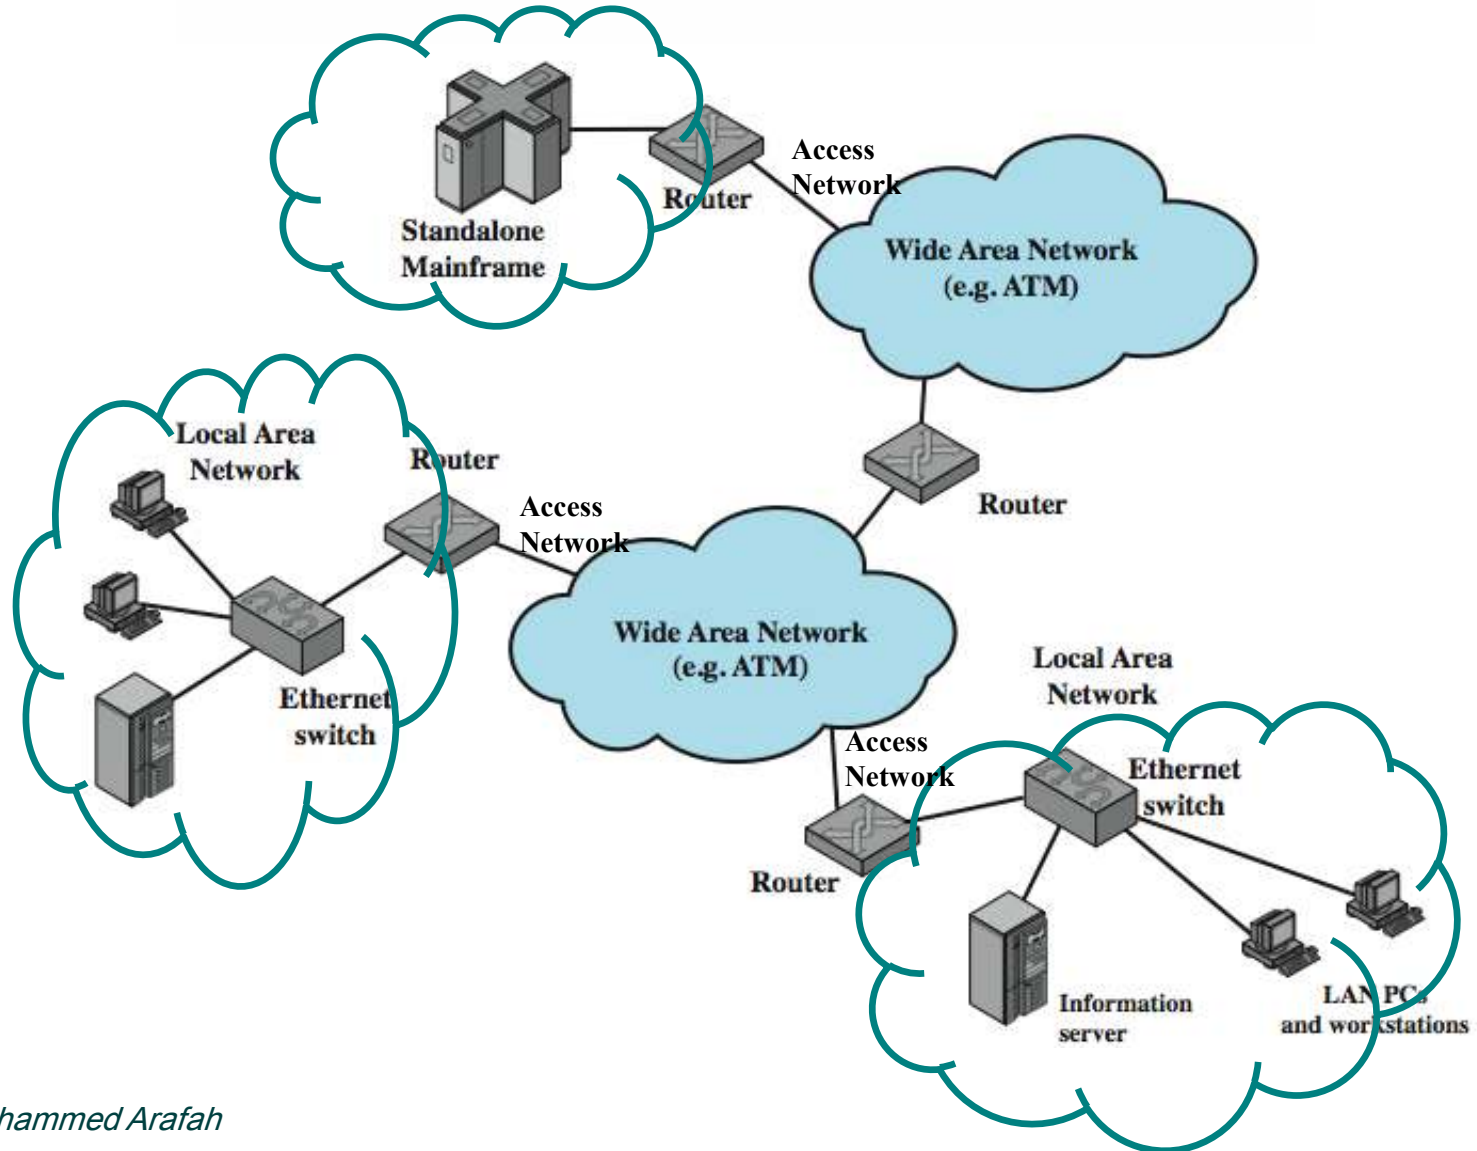 Access
Network
Router
Standalone
Mainframe
Wide Area Network
(e.g. ATM)
Local Area
Network
Router
Access
Network
Router
Ethernet
switch
Wide Area Network
(e.g. ATM)
Local Area
Network
Access
Network
Ethernet
switch
Router
Information
server
LAN PCs
and workstations
hammed Arafah